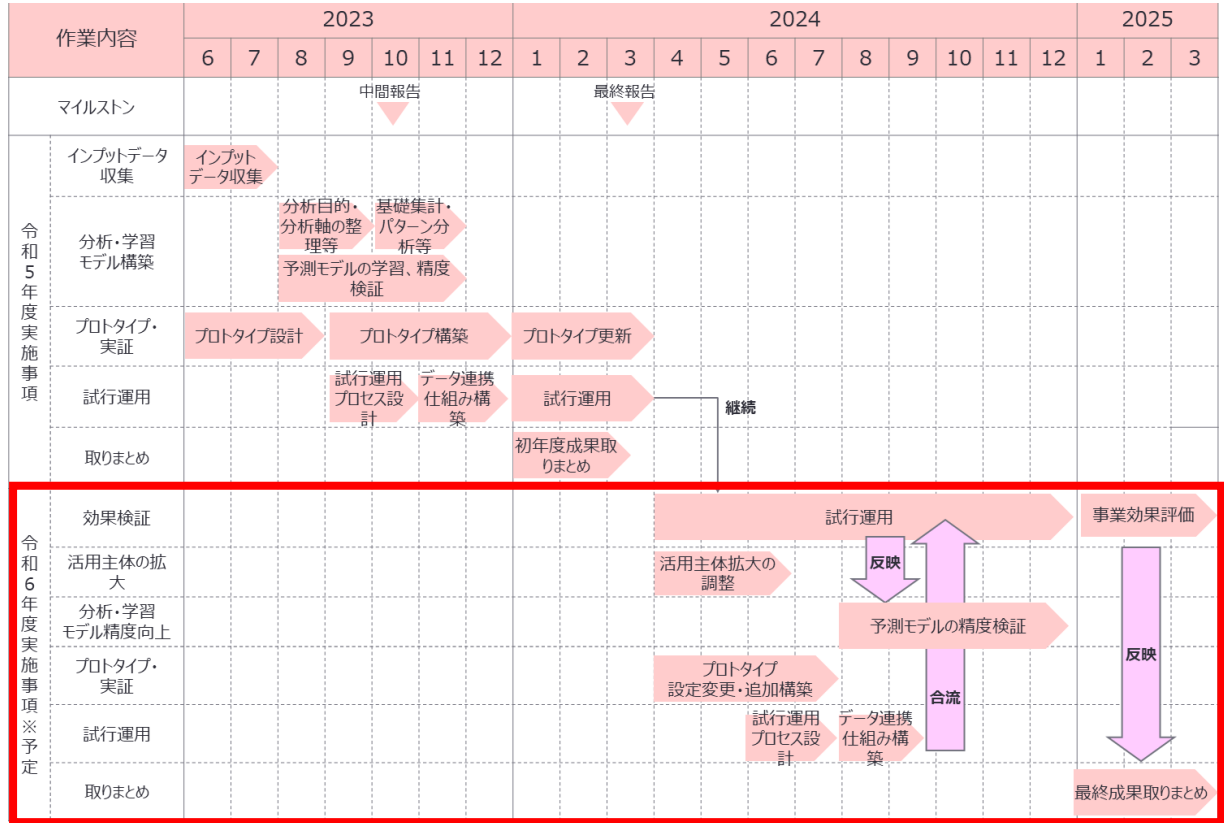 作業内容
2023
2024
2025
6 7 8 9 10 11 12 1 2 3 4 5 6 7 8 9 10 11 12 1 2 3
マイルストン
中間報告
最終報告
令和5年度実施事項
インプットデータ
収集
インプット
データ収集
分析・学習
モデル構築
分析目的・
分析軸の整
理等
基礎集計・
パターン分
析等
予測モデルの学習、精度
検証
プロトタイプ・
実証
プロトタイプ設計
プロトタイプ構築
プロトタイプ更新
試行運用
試行運用
プロセス設
計
データ連携
仕組み構
築
試行運用
継続
取りまとめ
初年度成果取
りまとめ
令和6年度実施事項※予定
効果検証
試行運用
事業効果評価
活用主体の拡
大
活用主体拡大の
調整
反映
分析・学習
モデル精度向上
予測モデルの精度検証
反映
プロトタイプ・
実証
プロトタイプ
設定変更・追加構築
合流
試行運用
試行運用
プロセス設
計
データ連携
仕組み構
築
取りまとめ
最終成果取りまとめ